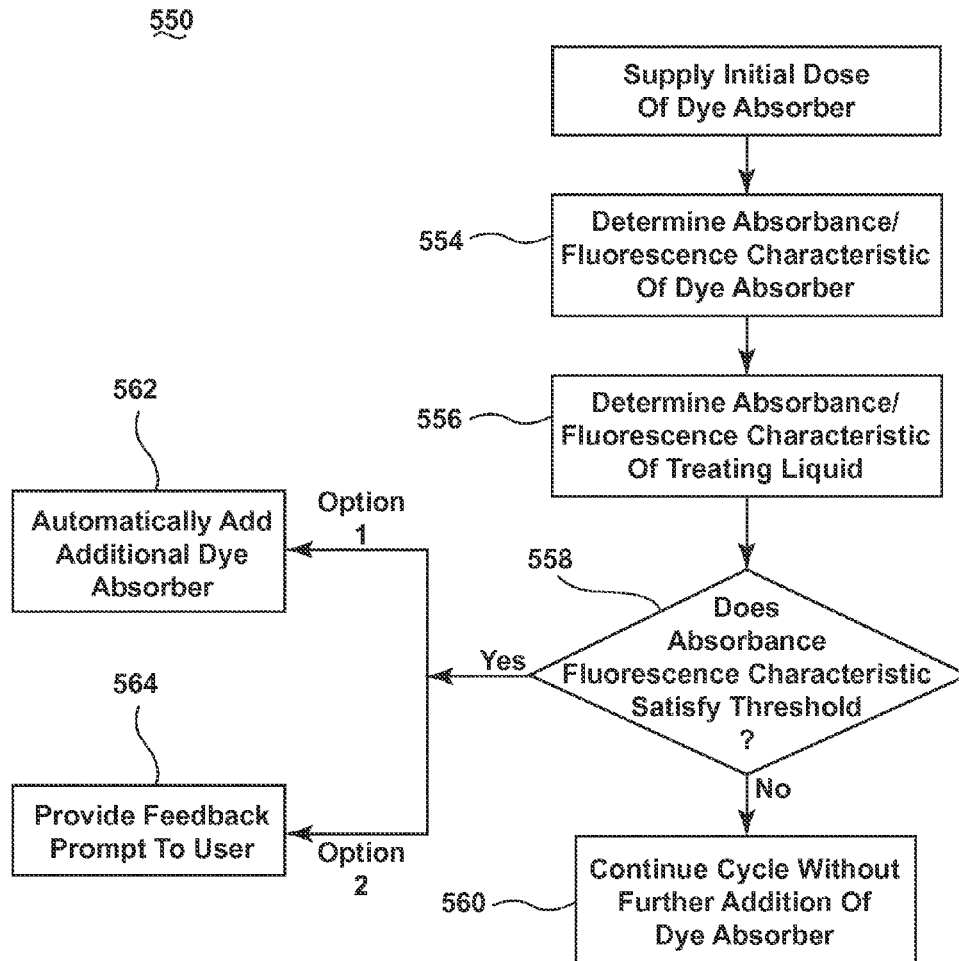 550
Supply Initial Dose
Of Dye Absorber
554
Determine Absorbance/
Fluorescence Characteristic
Of Dye Absorber
556
Determine Absorbance/
Fluorescence Characteristic
Of Treating Liquid
558
Does
Absorbance
Fluorescence Characteristic
Satisfy Threshold
?
Yes
No
562
Option
1
Automatically Add
Additional Dye
Absorber
564
Provide Feedback
Prompt To User
Option
2
560
Continue Cycle Without
Further Addition Of
Dye Absorber